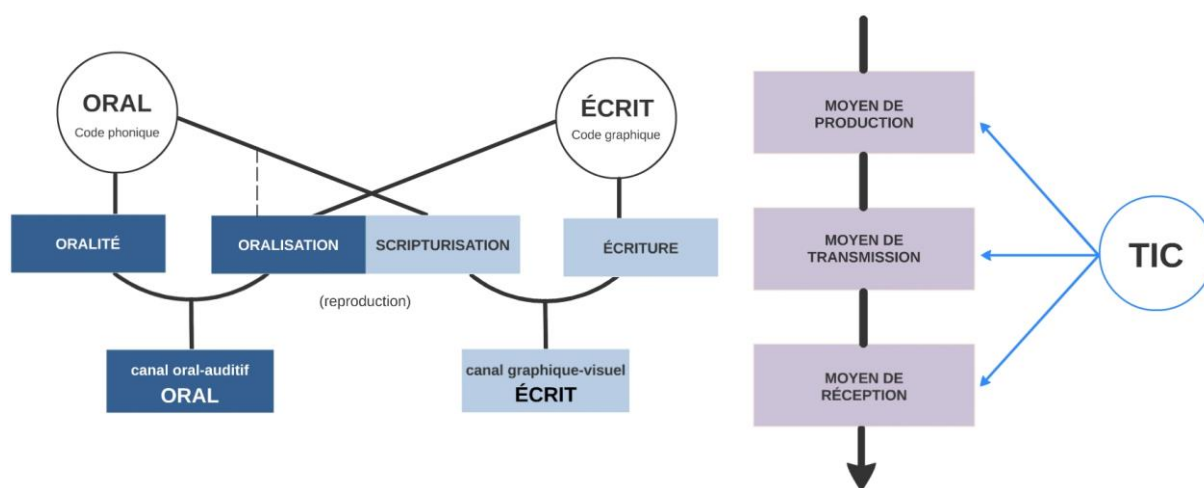 ORAL
Code phonique
ÉCRIT
Code graphique
ORALITÉ
ORALISATION
SCRIPTURISATION
ÉCRITURE
(reproduction)
canal oral-auditif
ORAL
canal graphique-visuel
ÉCRIT
MOYEN DE
PRODUCTION
MOYEN DE
TRANSMISSION
MOYEN DE
RÉCEPTION
TIC